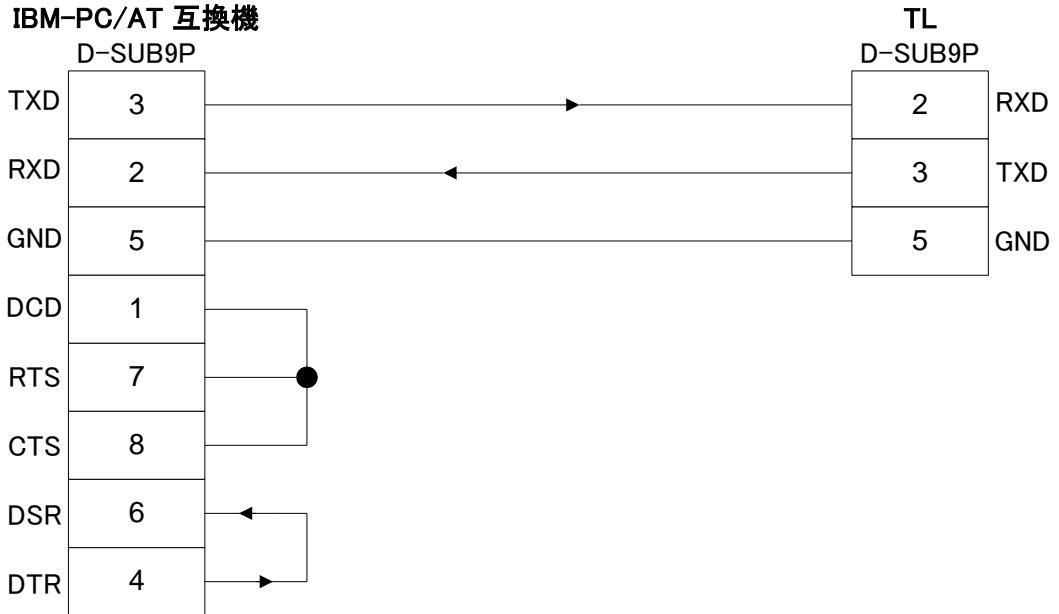 IBM-PC/AT 互換機 TL
D-SUB9P D-SUB9P
TXD 3 2 RXD
RXD 2 3 TXD
GND 5 5 GND
DCD 1
RTS 7
CTS 8
DSR 6
DTR 4